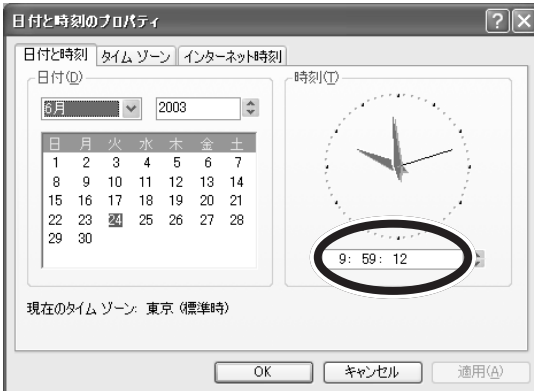 日付と時刻のプロパティ
日付と時刻 タイム ゾーン インターネット時刻
日付(D) 時刻(T)
6月 2003
日 月 火 水 木 金 土
1 2 3 4 5 6 7
8 9 10 11 12 13 14
15 16 17 18 19 20 21
22 23 24 25 26 27 28
29 30
9: 59: 12
現在のタイム ゾーン: 東京 (標準時)
OK キャンセル 適用(A)